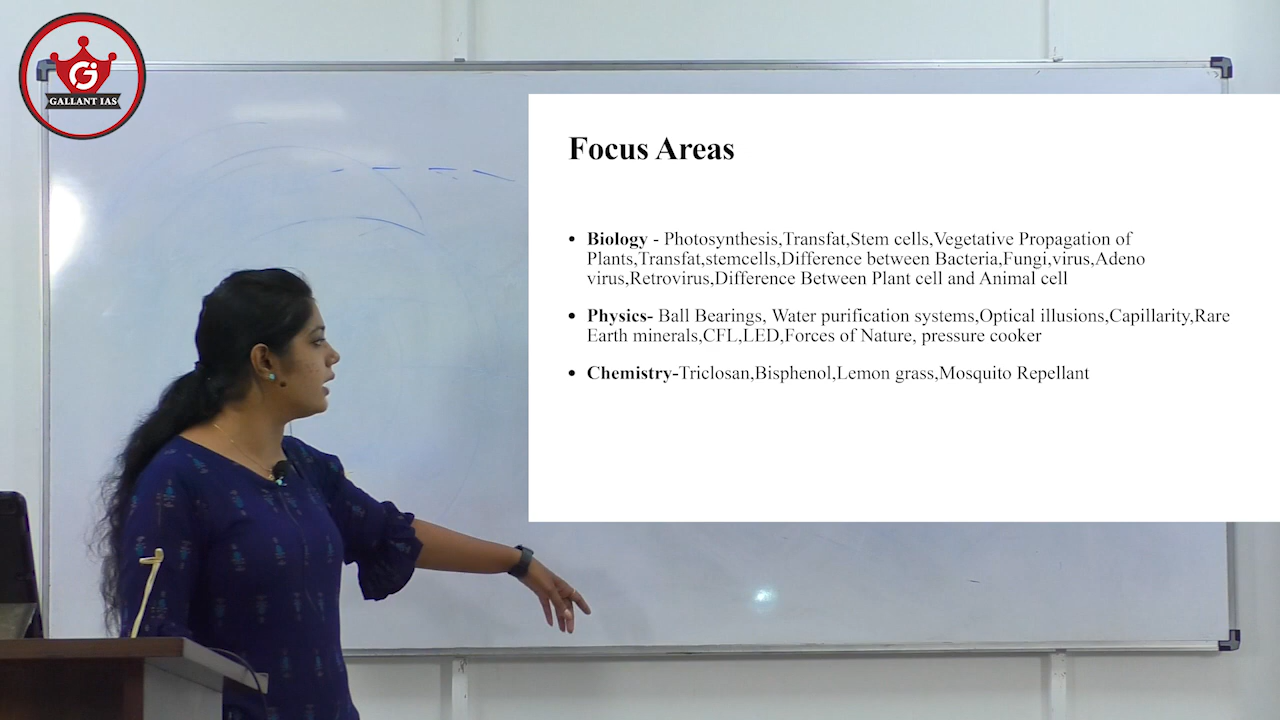 GALLANT IAS
Focus Areas
• Biology - Photosynthesis,Transfat,Stem cells,Vegetative Propagation of
Plants,Transfat,stemcells,Difference between Bacteria,Fungi,virus,Adeno
virus,Retrovirus,Difference Between Plant cell and Animal cell
• Physics- Ball Bearings, Water purification systems,Optical illusions,Capillarity,Rare
Earth minerals,CFL,LED,Forces of Nature, pressure cooker
• Chemistry-Triclosan,Bisphenol,Lemon grass,Mosquito Repellant